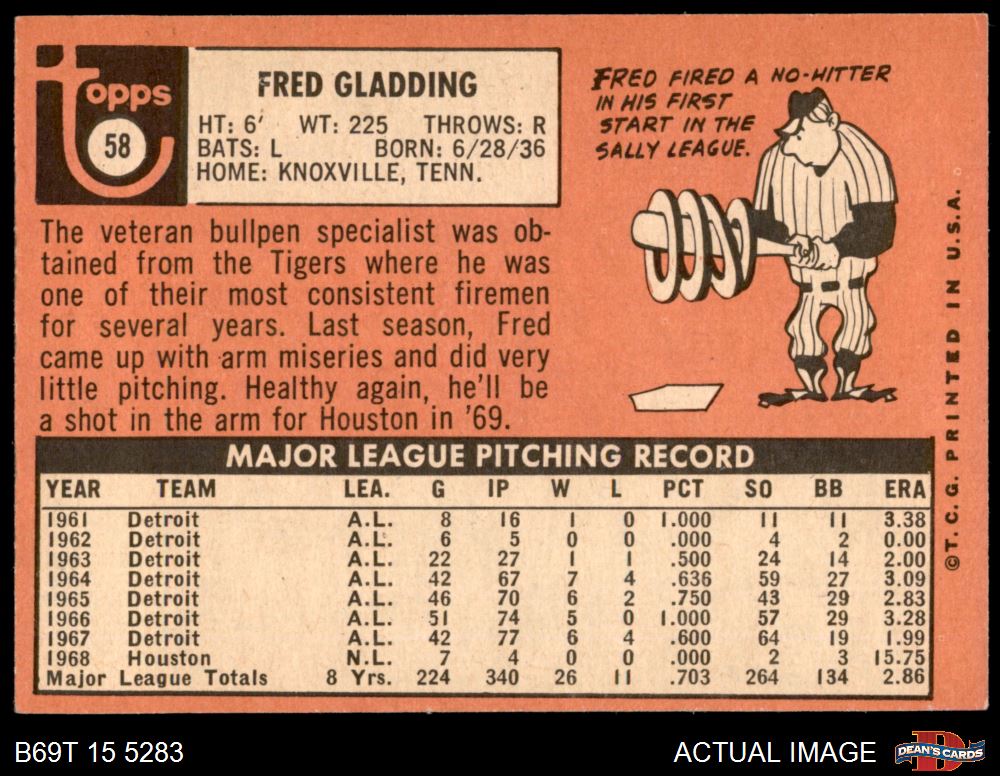 topps
58
FRED GLADDING
HT: 6' WT: 225 THROWS: R
BATS: L BORN: 6/28/36
HOME: KNOXVILLE, TENN.
FRED FIRED A NO-HITTER
IN HIS FIRST
START IN THE
SALLY LEAGUE.
The veteran bullpen specialist was ob-
tained from the Tigers where he was
one of their most consistent firemen
for several years. Last season, Fred
came up with arm miseries and did very
little pitching. Healthy again, he'll be
a shot in the arm for Houston in '69.
MAJOR LEAGUE PITCHING RECORD
YEAR TEAM LEA. G IP W L PCT SO BB ERA
1961 Detroit A.L. 8 16 1 0 1.000 11 11 3.38
1962 Detroit A.L. 6 5 0 0 .000 4 2 0.00
1963 Detroit A.L. 22 27 1 1 .500 24 14 2.00
1964 Detroit A.L. 42 67 7 4 .636 59 27 3.09
1965 Detroit A.L. 46 70 6 2 .750 43 29 2.83
1966 Detroit A.L. 51 74 5 0 1.000 57 29 3.28
1967 Detroit A.L. 42 77 6 4 .600 64 19 1.99
1968 Houston N.L. 7 4 0 0 .000 2 3 15.75
Major League Totals 8 Yrs. 224 340 26 11 .703 264 134 2.86
©T.C.G. PRINTED IN U.S.A.
B69T 15 5283
ACTUAL IMAGE
DEAN'S CARDS